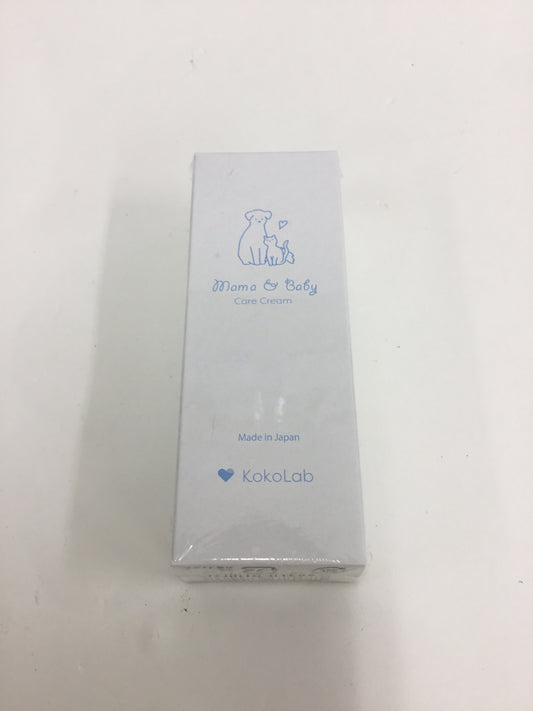 Mama & Baby
Care Cream
Made in Japan
KokoLab